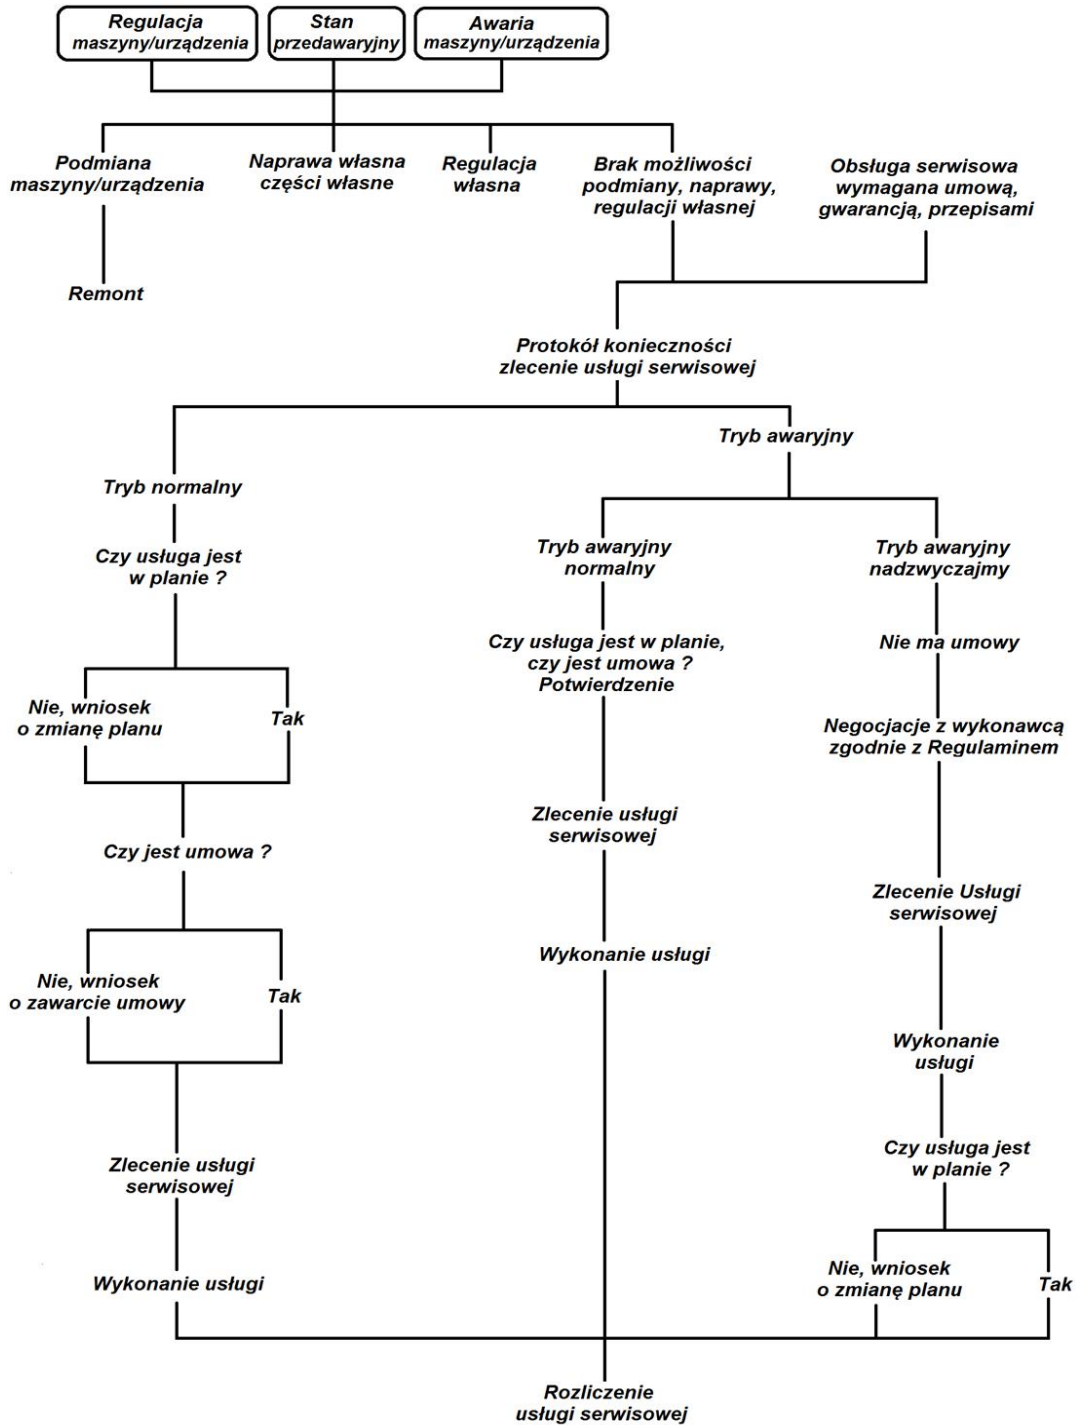 Regulacja
maszyny/urządzenia
Stan
przedawaryjny
Awaria
maszyny/urządzenia
Podmiana
maszyny/urządzenia
Naprawa własna
części własne
Regulacja
własna
Brak możliwości
podmiany, naprawy,
regulacji własnej
Obsługa serwisowa
wymagana umową,
gwarancją, przepisami
Remont
Protokół konieczności
zlecenie usługi serwisowej
Tryb awaryjny
Tryb normalny
Czy usługa jest
w planie ?
Tryb awaryjny
normalny
Tryb awaryjny
nadzwyczajmy
Czy usługa jest w planie,
czy jest umowa ?
Potwierdzenie
Nie ma umowy
Nie, wniosek
o zmianę planu
Tak
Negocjacje z wykonawcą
zgodnie z Regulaminem
Zlecenie usługi
serwisowej
Czy jest umowa ?
Zlecenie Usługi
serwisowej
Wykonanie usługi
Nie, wniosek
o zawarcie umowy
Tak
Wykonanie
usługi
Czy usługa jest
w planie ?
Zlecenie usługi
serwisowej
Wykonanie usługi
Nie, wniosek
o zmianę planu
Tak
Rozliczenie
usługi serwisowej